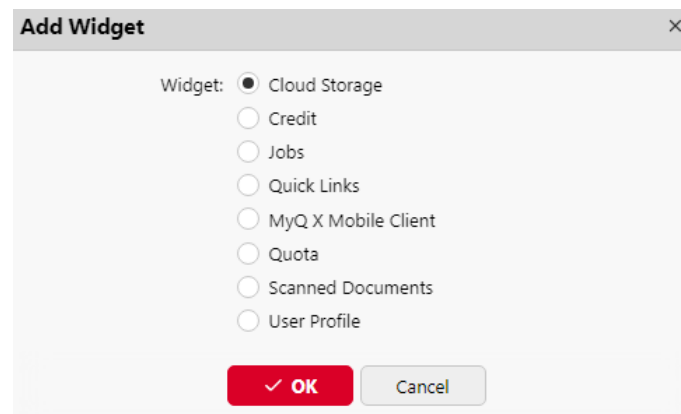 Add Widget
Widget: Cloud Storage
Credit
Jobs
Quick Links
MyQ X Mobile Client
Quota
Scanned Documents
User Profile
OK Cancel